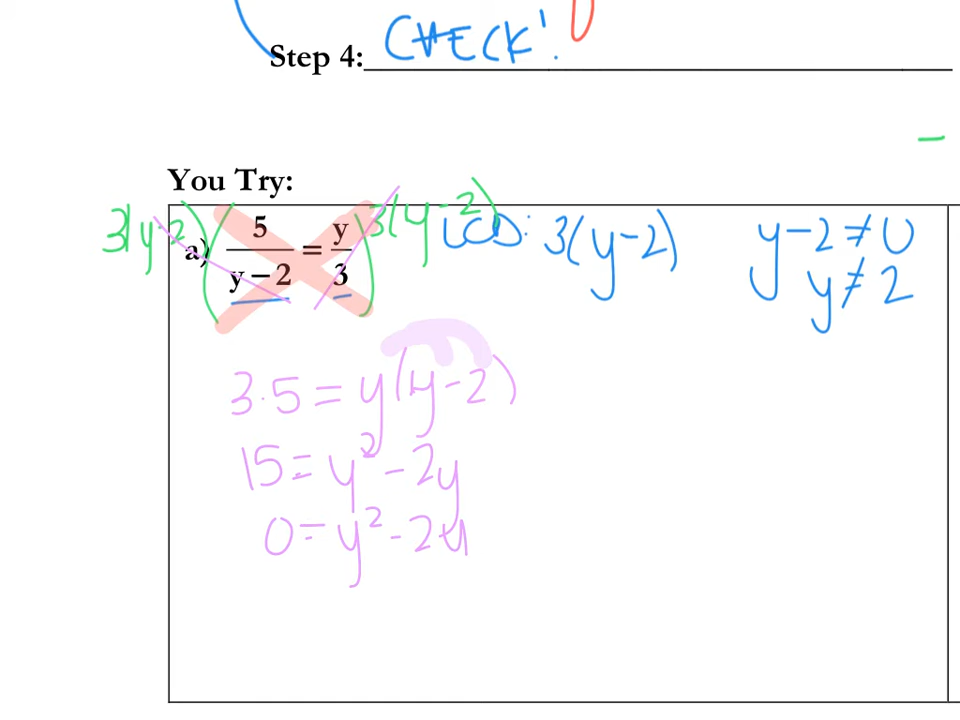 Step 4: CHECK!
You Try:
a) 3(y-2) ( 5/(y – 2) = y/3 ) 3(y-2) LCD: 3(y-2) y-2≠0
y≠2
3·5 = y(y-2)
15 = y² - 2y
0 = y² - 2y